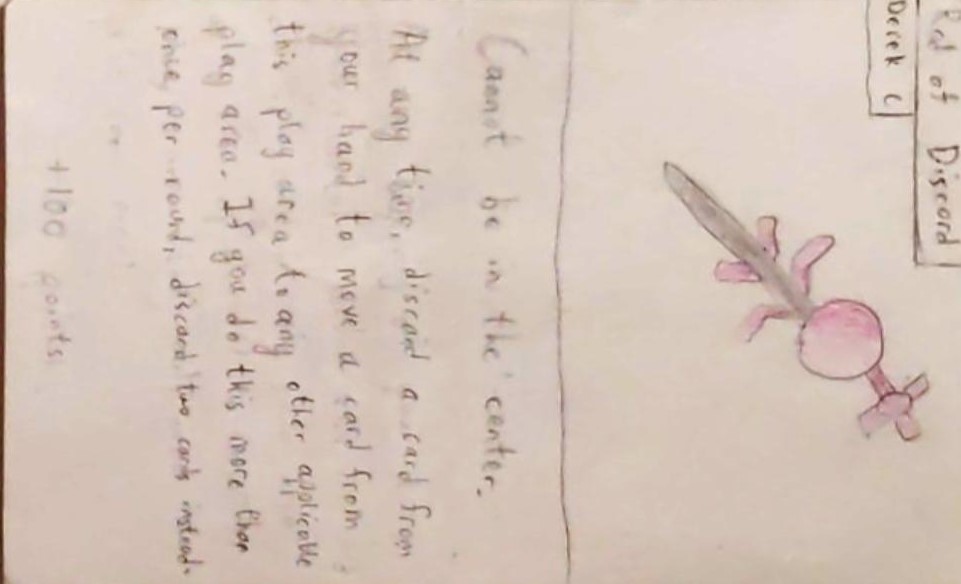 Rod of Discord
Derek C
Cannot be in the center.
At any time, discard a card from
your hand to move a card from
this play area to any other applicable
play area. If you do this more than
once per round, discard two cards instead.
+100 points